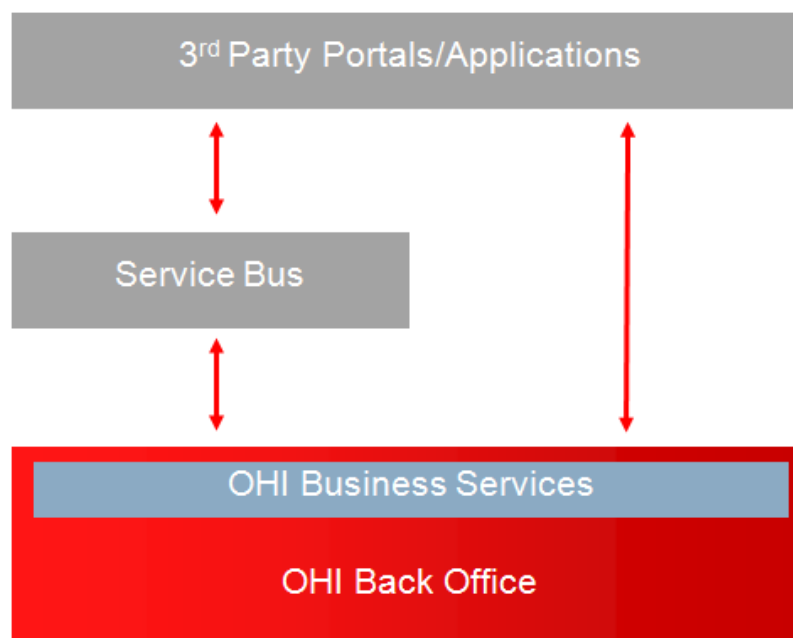 3rd Party Portals/Applications
Service Bus
OHI Business Services
OHI Back Office